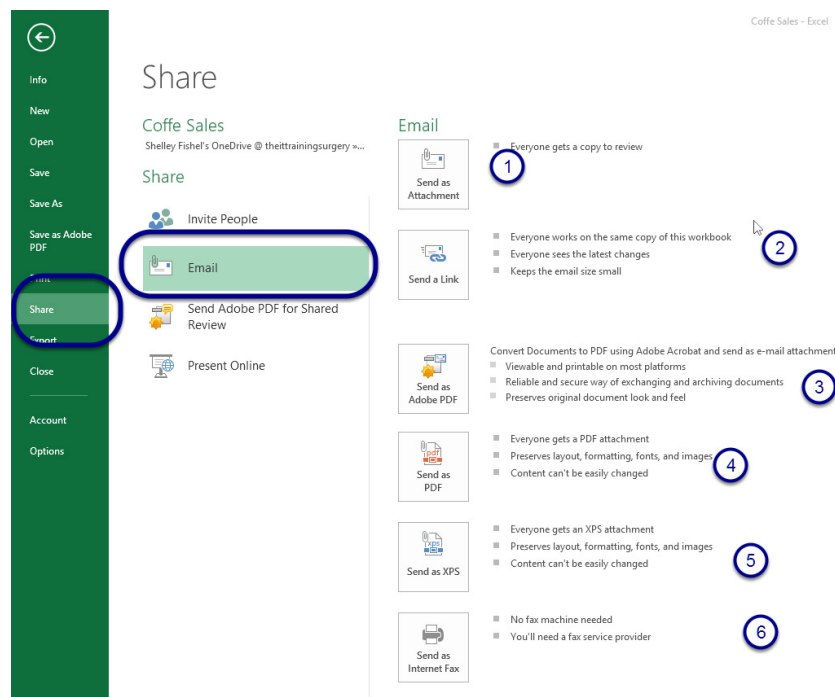 Coffe Sales - Excel
Info
New
Open
Save
Save As
Save as Adobe
PDF
Print
Share
Export
Close
Account
Options
Share
Coffe Sales
Shelley Fishel's OneDrive @ theittrainingsurgery »...
Share
Invite People
Email
Send Adobe PDF for Shared
Review
Present Online
Email
Send as
Attachment
Everyone gets a copy to review
1
Send a Link
Everyone works on the same copy of this workbook
Everyone sees the latest changes
Keeps the email size small
2
Send as
Adobe PDF
Convert Documents to PDF using Adobe Acrobat and send as e-mail attachment
Viewable and printable on most platforms
Reliable and secure way of exchanging and archiving documents
Preserves original document look and feel
3
Send as
PDF
Everyone gets a PDF attachment
Preserves layout, formatting, fonts, and images
Content can't be easily changed
4
Send as XPS
Everyone gets an XPS attachment
Preserves layout, formatting, fonts, and images
Content can't be easily changed
5
Send as
Internet Fax
No fax machine needed
You'll need a fax service provider
6